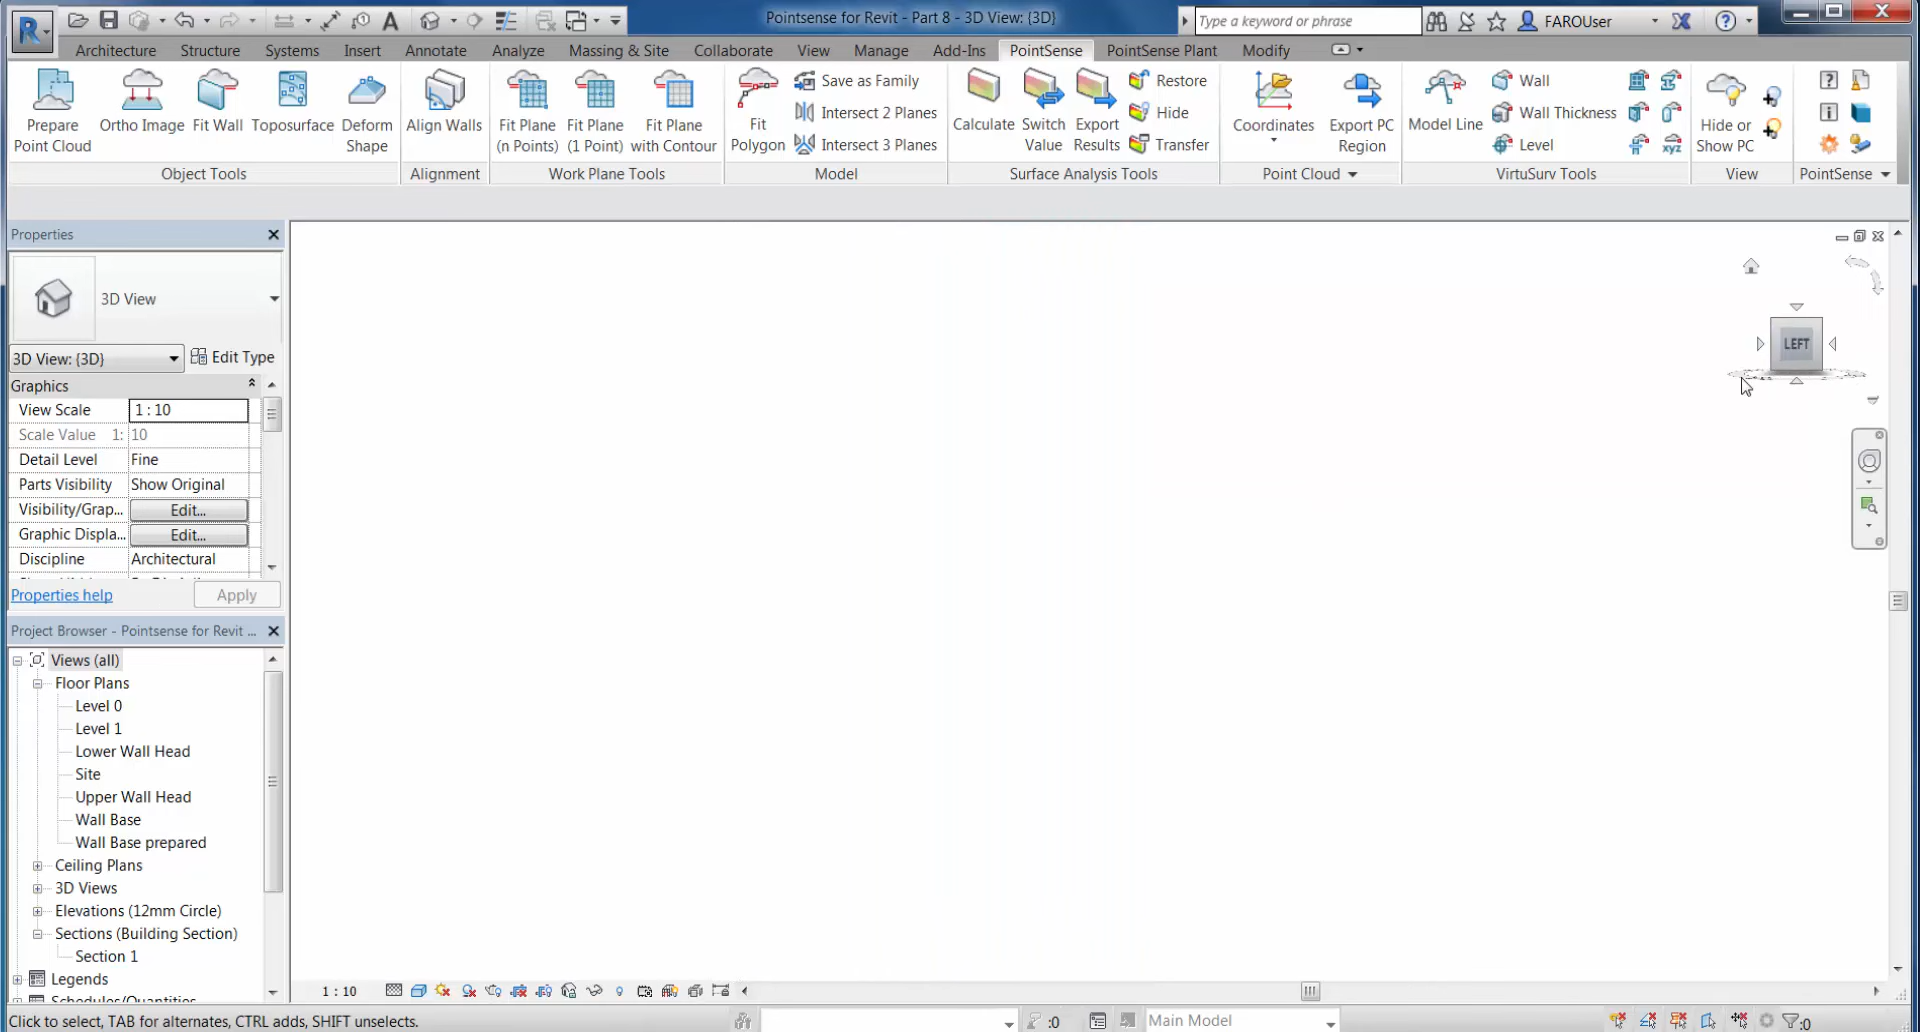 Pointsense for Revit - Part 8 - 3D View: {3D}
Type a keyword or phrase
FAROUser
Architecture Structure Systems Insert Annotate Analyze Massing & Site Collaborate View Manage Add-Ins PointSense PointSense Plant Modify
Prepare Point Cloud
Ortho Image
Fit Wall
Toposurface
Deform Shape
Align Walls
Fit Plane (n Points)
Fit Plane (1 Point)
Fit Plane with Contour
Fit Polygon
Save as Family
Intersect 2 Planes
Intersect 3 Planes
Calculate
Switch Value
Export Results
Restore
Hide
Transfer
Coordinates
Export PC Region
Model Line
Wall
Wall Thickness
Level
xyz
Hide or Show PC
Object Tools
Alignment
Work Plane Tools
Model
Surface Analysis Tools
Point Cloud
VirtuSurv Tools
View
PointSense
Properties
3D View
3D View: {3D}
Edit Type
Graphics
View Scale 1 : 10
Scale Value 1: 10
Detail Level Fine
Parts Visibility Show Original
Visibility/Grap... Edit...
Graphic Displa... Edit...
Discipline Architectural
Properties help
Apply
Project Browser - Pointsense for Revit ...
Views (all)
Floor Plans
Level 0
Level 1
Lower Wall Head
Site
Upper Wall Head
Wall Base
Wall Base prepared
Ceiling Plans
3D Views
Elevations (12mm Circle)
Sections (Building Section)
Section 1
Legends
Schedules/Quantities
LEFT
1 : 10
Click to select, TAB for alternates, CTRL adds, SHIFT unselects.
:0
Main Model
:0